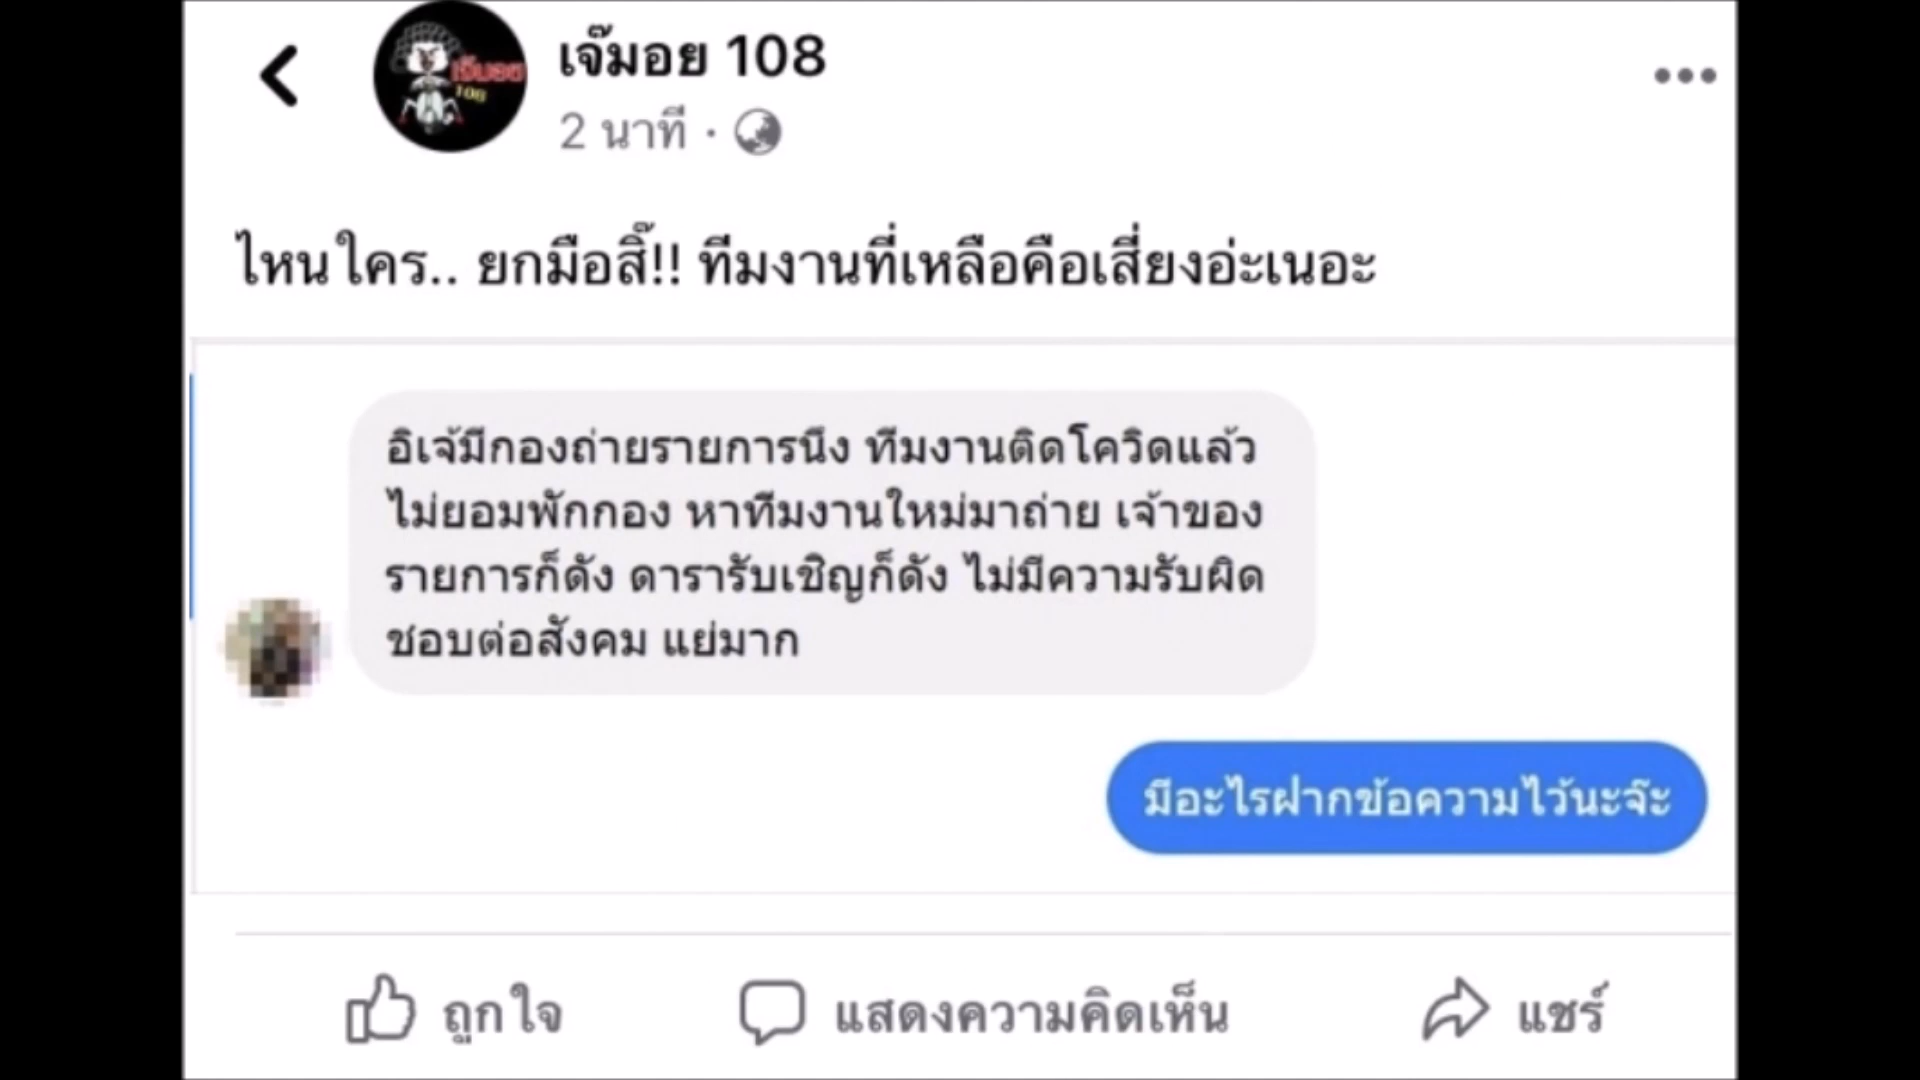 เจ๊มอย 108
เจ๊มอย
108
2 นาที ·
ไหนใคร.. ยกมือสิ๊!! ทีมงานที่เหลือคือเสี่ยงอ่ะเนอะ
อิเจ้มีกองถ่ายรายการนึง ทีมงานติดโควิดแล้ว
ไม่ยอมพักกอง หาทีมงานใหม่มาถ่าย เจ้าของ
รายการก็ดัง ดารารับเชิญก็ดัง ไม่มีความรับผิด
ชอบต่อสังคม แย่มาก
มีอะไรฝากข้อความไว้นะจ๊ะ
ถูกใจ
แสดงความคิดเห็น
แชร์